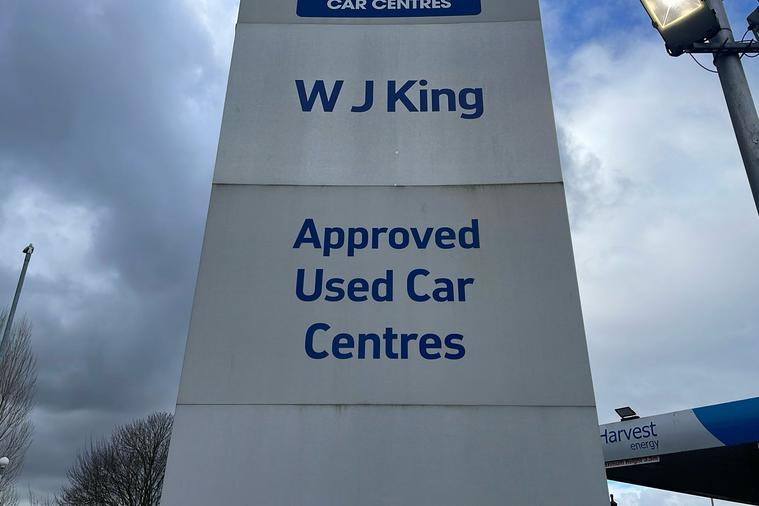 CAR CENTRES
W J King
Approved
Used Car
Centres
Harvest
energy